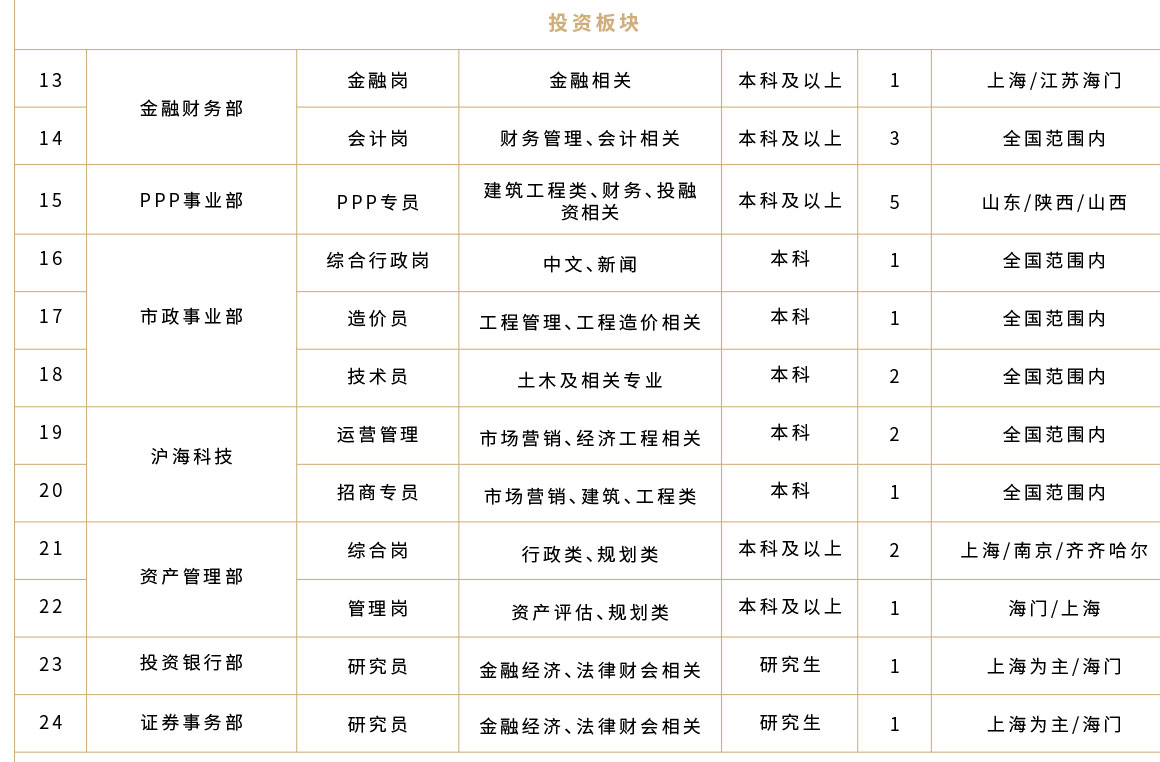 投资板块
13 金融财务部 金融岗 金融相关 本科及以上 1 上海/江苏海门
14 会计岗 财务管理、会计相关 本科及以上 3 全国范围内
15 PPP事业部 PPP专员 建筑工程类、财务、投融
资相关 本科及以上 5 山东/陕西/山西
16 市政事业部 综合行政岗 中文、新闻 本科 1 全国范围内
17 造价员 工程管理、工程造价相关 本科 1 全国范围内
18 技术员 土木及相关专业 本科 2 全国范围内
19 沪海科技 运营管理 市场营销、经济工程相关 本科 2 全国范围内
20 招商专员 市场营销、建筑、工程类 本科 1 全国范围内
21 资产管理部 综合岗 行政类、规划类 本科及以上 2 上海/南京/齐齐哈尔
22 管理岗 资产评估、规划类 本科及以上 1 海门/上海
23 投资银行部 研究员 金融经济、法律财会相关 研究生 1 上海为主/海门
24 证券事务部 研究员 金融经济、法律财会相关 研究生 1 上海为主/海门